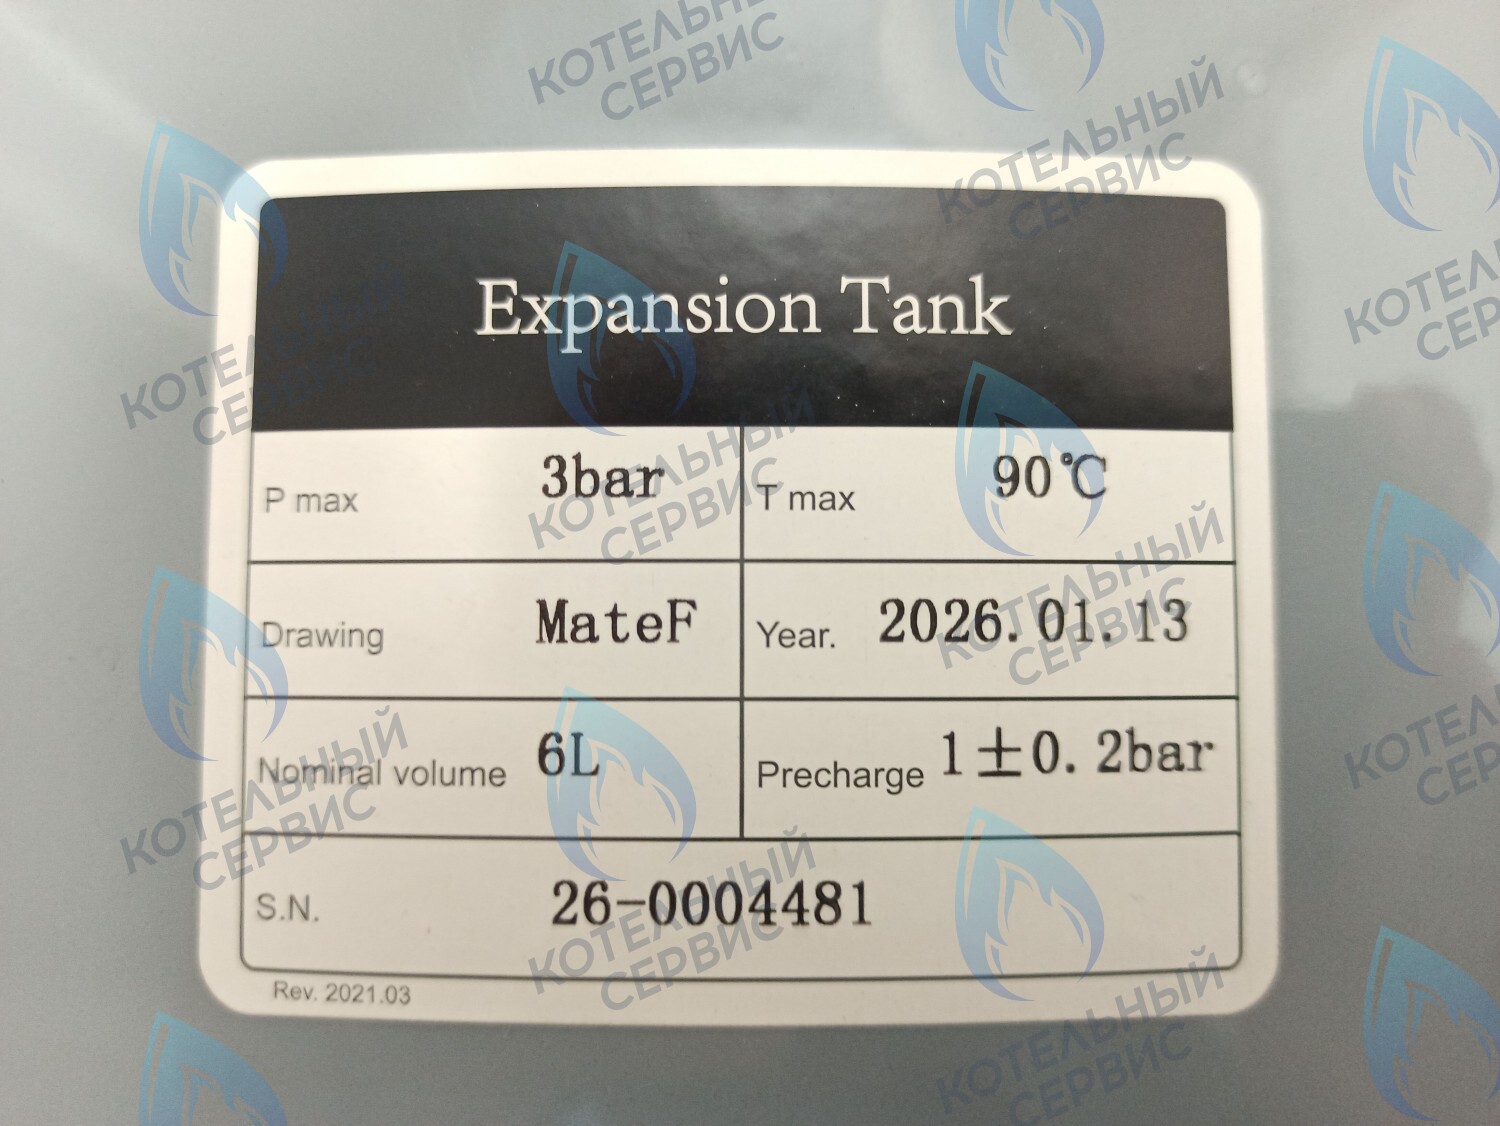 Expansion Tank
P max 3bar T max 90℃
Drawing MateF Year. 2026.01.13
Nominal volume 6L Precharge 1±0.2bar
S.N. 26-0004481
Rev. 2021.03
КОТЕЛЬНЫЙ
СЕРВИС